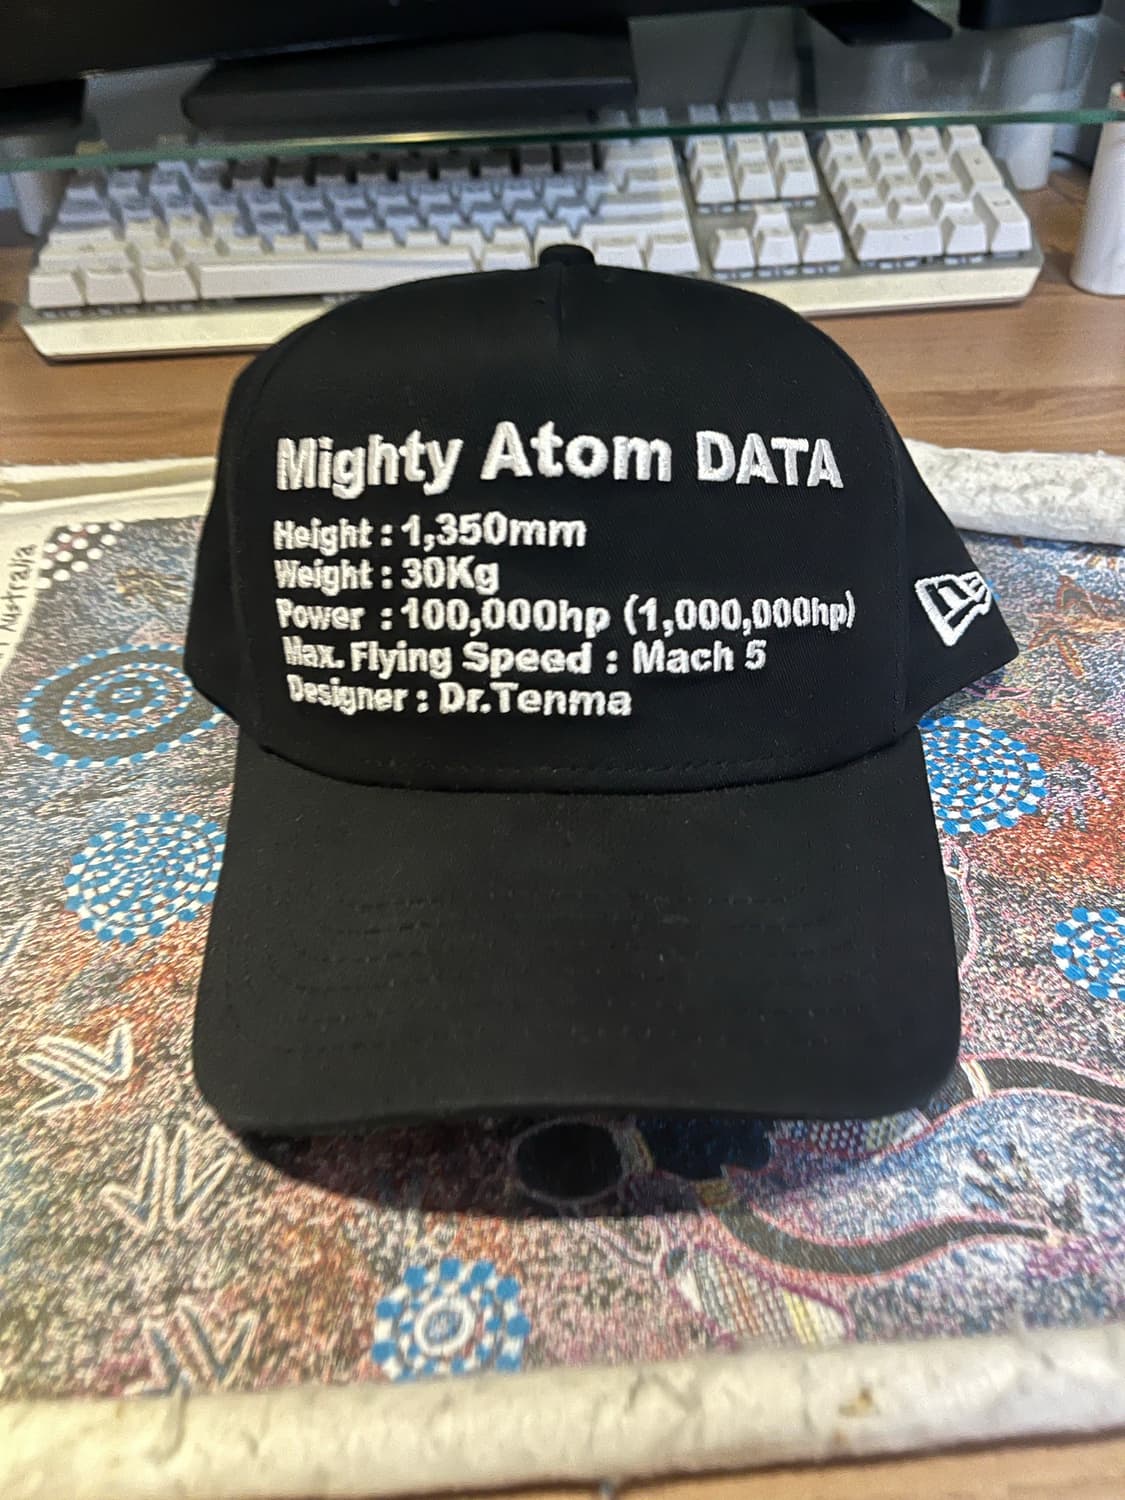 Mighty Atom DATA
Height : 1,350mm
Weight : 30Kg
Power : 100,000hp (1,000,000hp)
Max. Flying Speed : Mach 5
Designer : Dr.Tenma
Australia